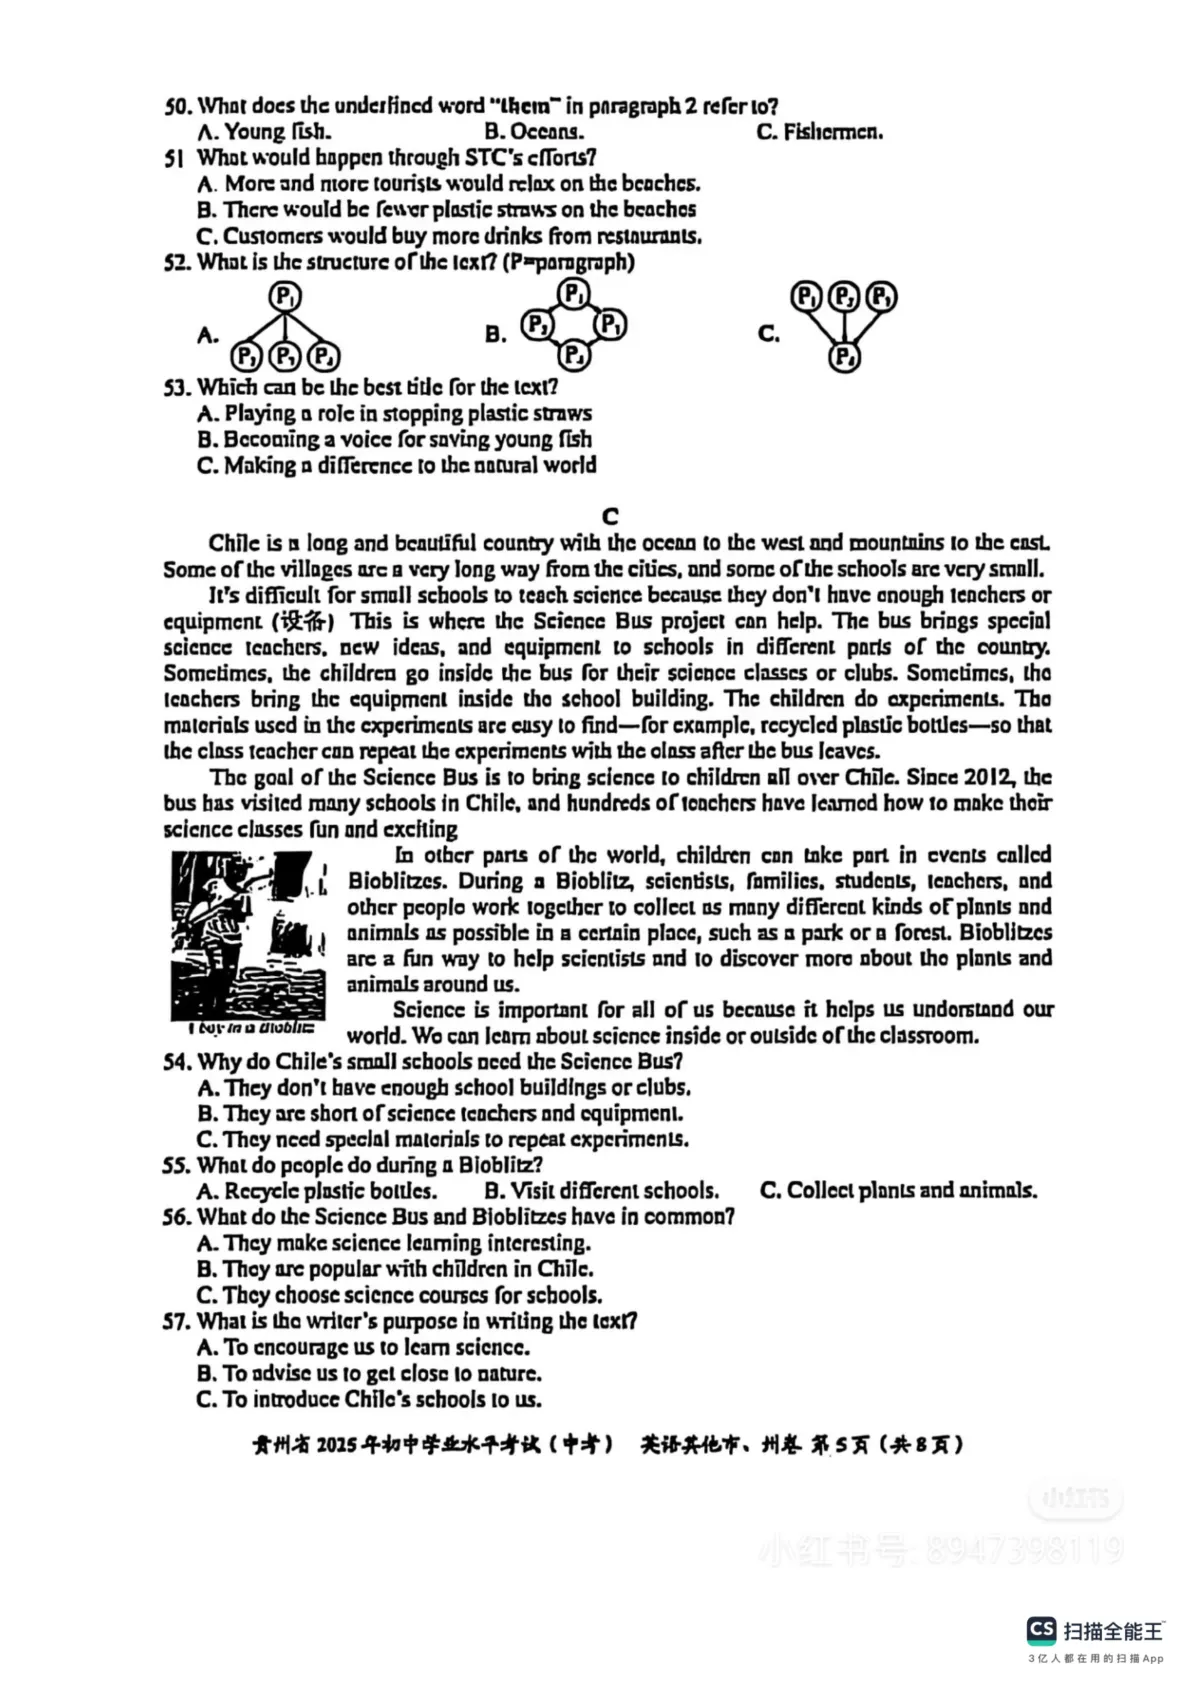 50. What does the underlined word "them" in paragraph 2 refer to?
A. Young fish. B. Oceans. C. Fishermen.
51 What would happen through STC's efforts?
A. More and more tourists would relax on the beaches.
B. There would be fewer plastic straws on the beaches
C. Customers would buy more drinks from restaurants.
52. What is the structure of the text? (P=paragraph)
A. B. C.
53. Which can be the best title for the text?
A. Playing a role in stopping plastic straws
B. Becoming a voice for saving young fish
C. Making a difference to the natural world
C
Chile is a long and beautiful country with the ocean to the west and mountains to the east.
Some of the villages are a very long way from the cities, and some of the schools are very small.
It's difficult for small schools to teach science because they don't have enough teachers or
equipment (设备) This is where the Science Bus project can help. The bus brings special
science teachers, new ideas, and equipment to schools in different parts of the country.
Sometimes, the children go inside the bus for their science classes or clubs. Sometimes, the
teachers bring the equipment inside the school building. The children do experiments. The
materials used in the experiments are easy to find—for example, recycled plastic bottles—so that
the class teacher can repeat the experiments with the class after the bus leaves.
The goal of the Science Bus is to bring science to children all over Chile. Since 2012, the
bus has visited many schools in Chile, and hundreds of teachers have learned how to make their
science classes fun and exciting
In other parts of the world, children can take part in events called
Bioblitzes. During a Bioblitz, scientists, families, students, teachers, and
other people work together to collect as many different kinds of plants and
animals as possible in a certain place, such as a park or a forest. Bioblitzes
are a fun way to help scientists and to discover more about the plants and
animals around us.
Science is important for all of us because it helps us understand our
world. We can learn about science inside or outside of the classroom.
boy in a Bioblitz
54. Why do Chile's small schools need the Science Bus?
A. They don't have enough school buildings or clubs.
B. They are short of science teachers and equipment.
C. They need special materials to repeat experiments.
55. What do people do during a Bioblitz?
A. Recycle plastic bottles. B. Visit different schools. C. Collect plants and animals.
56. What do the Science Bus and Bioblitzes have in common?
A. They make science learning interesting.
B. They are popular with children in Chile.
C. They choose science courses for schools.
57. What is the writer's purpose in writing the text?
A. To encourage us to learn science.
B. To advise us to get close to nature.
C. To introduce Chile's schools to us.
贵州省 2025 年初中学业水平考试（中考） 英语其他市、州卷 第 5 页（共 8 页）
小红书
小红书号: 8947398119
CS 扫描全能王™
3亿人都在用的扫描App